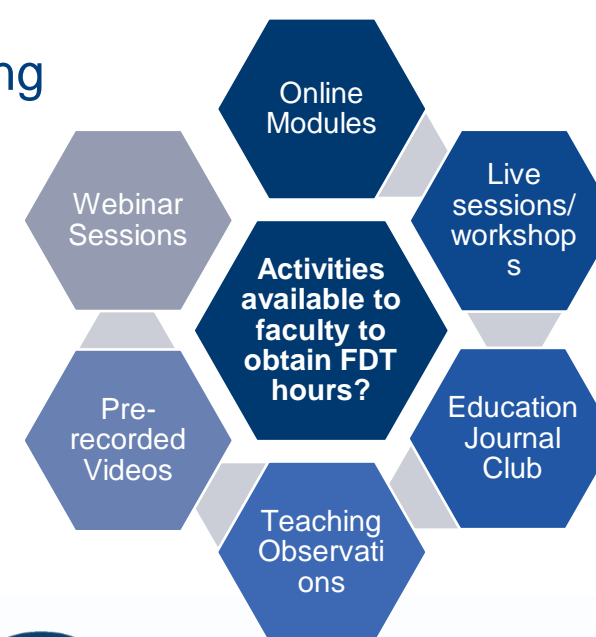 ng
Online
Modules
Live
sessions/
workshop
s
Webinar
Sessions
Activities
available to
faculty to
obtain FDT
hours?
Education
Journal
Club
Pre-
recorded
Videos
Teaching
Observati
ons